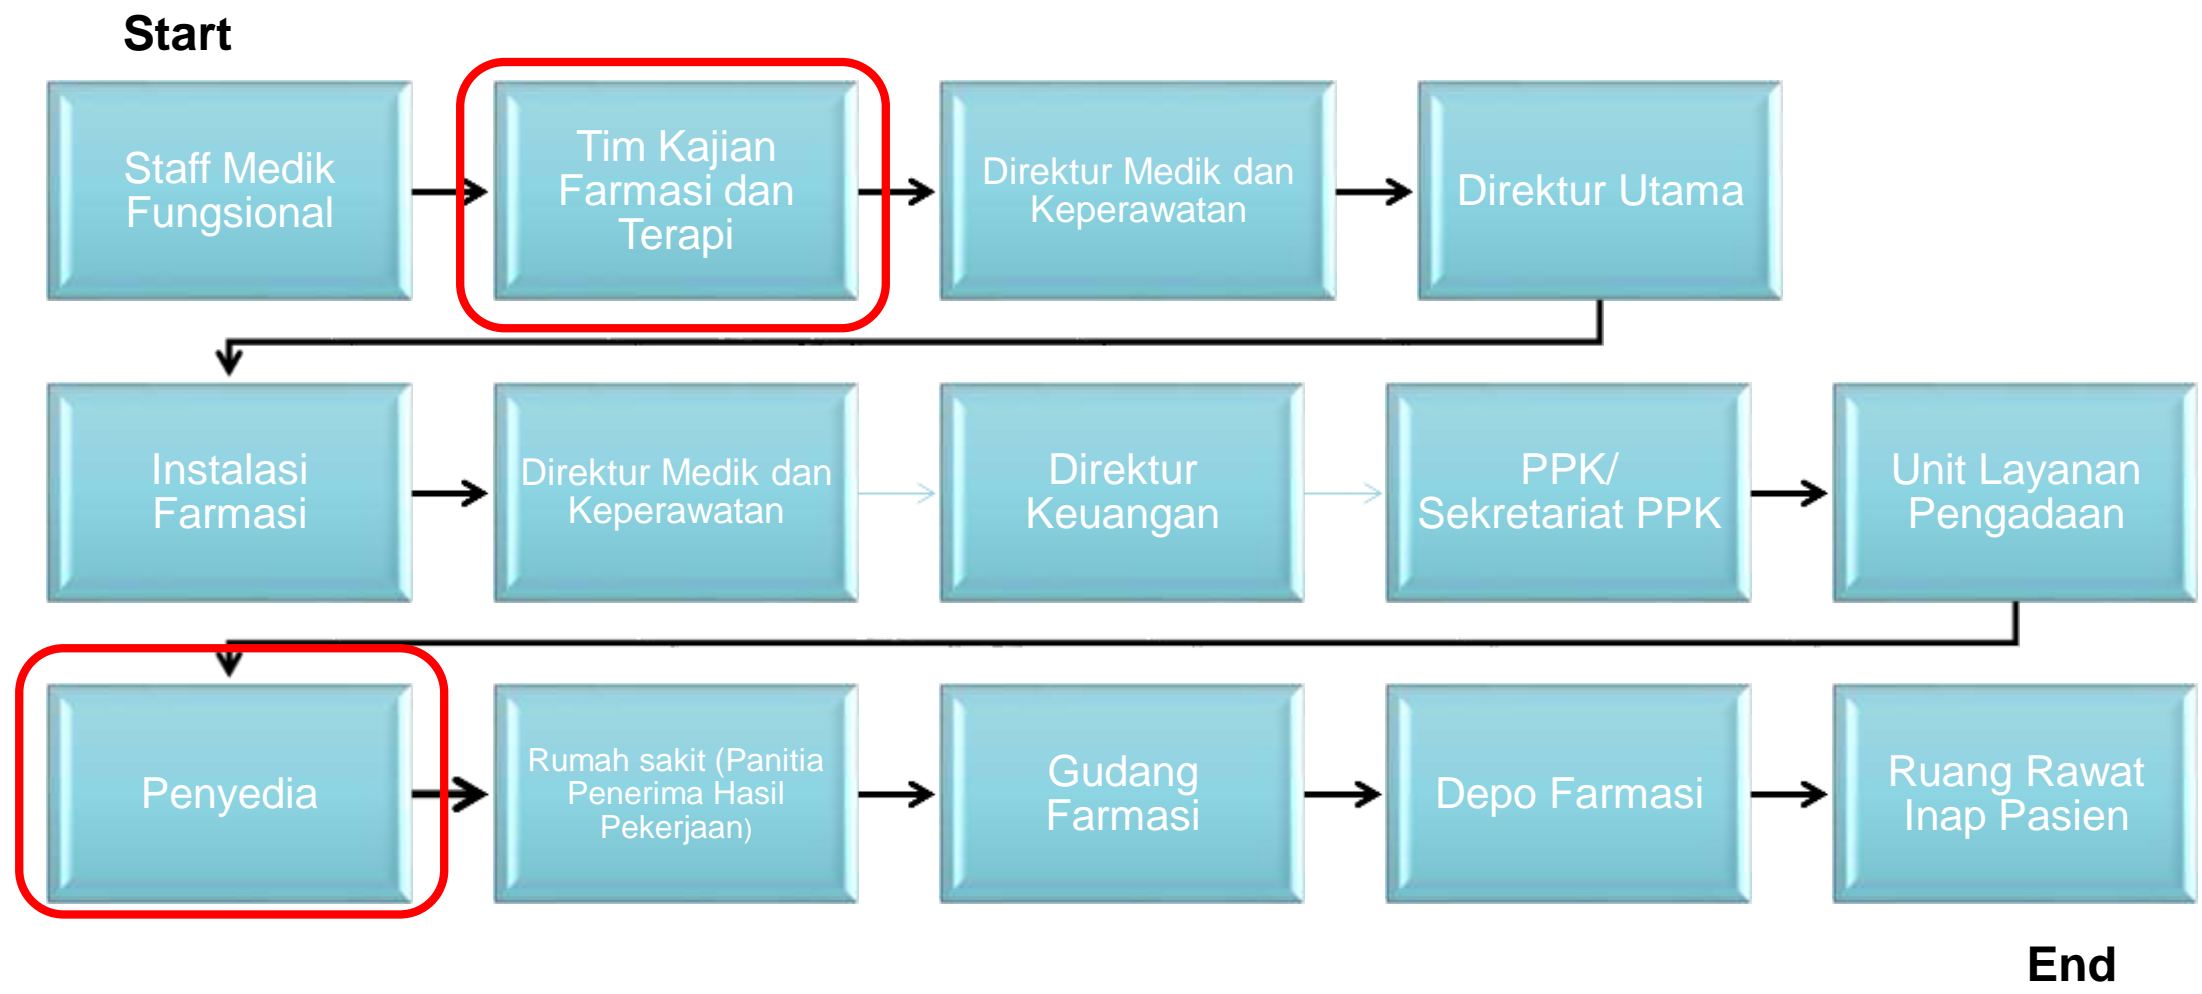 Start
Staff Medik
Fungsional
Tim Kajian
Farmasi dan
Terapi
Direktur Medik dan
Keperawatan
Direktur Utama
Instalasi
Farmasi
Direktur Medik dan
Keperawatan
Direktur
Keuangan
PPK/
Sekretariat PPK
Unit Layanan
Pengadaan
Penyedia
Rumah sakit (Panitia
Penerima Hasil
Pekerjaan)
Gudang
Farmasi
Depo Farmasi
Ruang Rawat
Inap Pasien
End